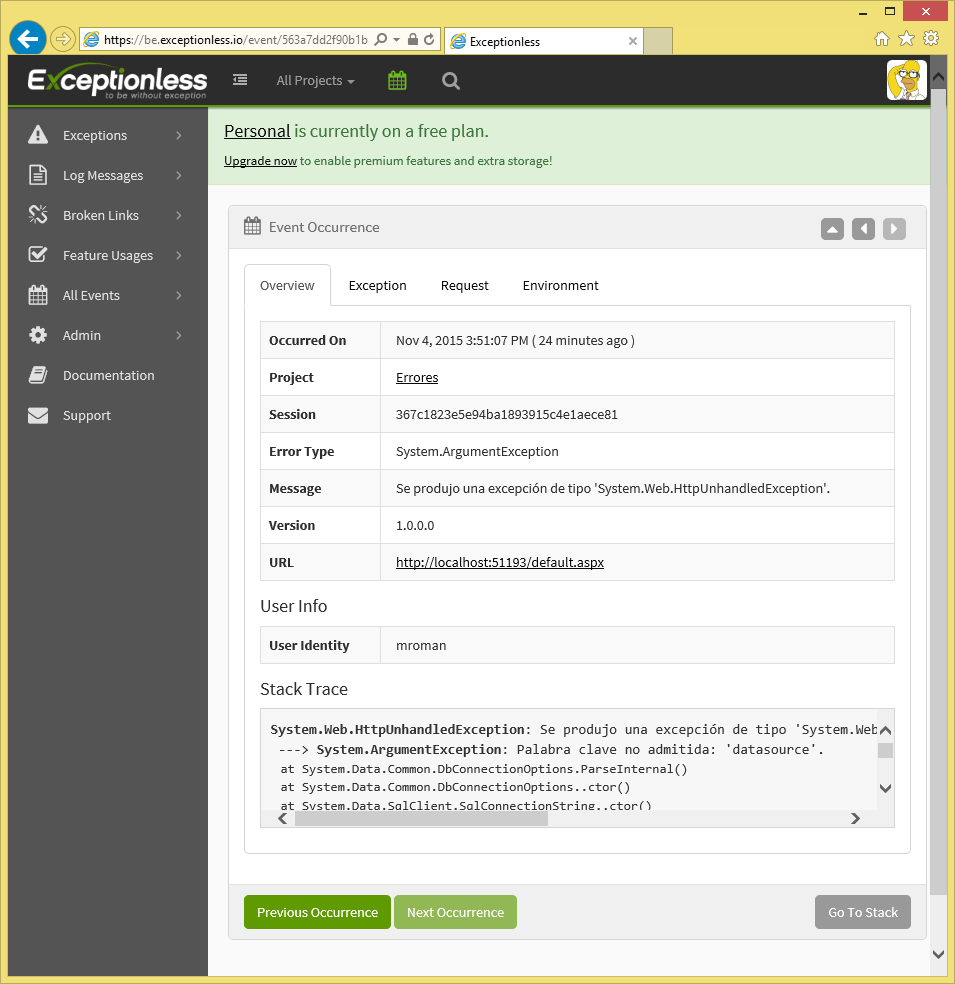 https://be.exceptionless.io/event/563a7dd2f90b1b
Exceptionless
Exceptionless
to be without exception
All Projects
Exceptions
Log Messages
Broken Links
Feature Usages
All Events
Admin
Documentation
Support
Personal is currently on a free plan.
Upgrade now to enable premium features and extra storage!
Event Occurrence
Overview Exception Request Environment
Occurred On Nov 4, 2015 3:51:07 PM ( 24 minutes ago )
Project Errores
Session 367c1823e5e94ba1893915c4e1aece81
Error Type System.ArgumentException
Message Se produjo una excepción de tipo 'System.Web.HttpUnhandledException'.
Version 1.0.0.0
URL http://localhost:51193/default.aspx
User Info
User Identity mroman
Stack Trace
System.Web.HttpUnhandledException: Se produjo una excepción de tipo 'System.Web
---> System.ArgumentException: Palabra clave no admitida: 'datasource'.
at System.Data.Common.DbConnectionOptions.ParseInternal()
at System.Data.Common.DbConnectionOptions..ctor()
at System.Data.SqlClient.SqlConnectionString..ctor()
Previous Occurrence Next Occurrence Go To Stack